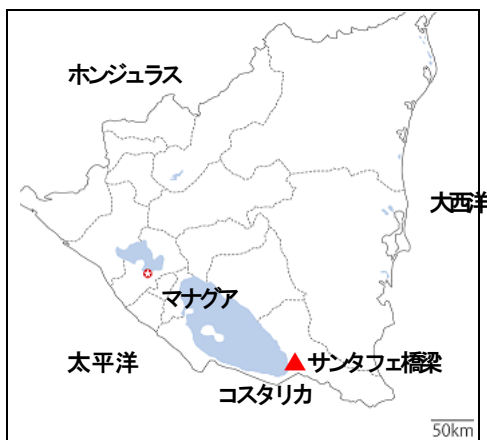 ホンジュラス
大西洋
マナグア
太平洋
サンタフェ橋梁
コスタリカ
50km